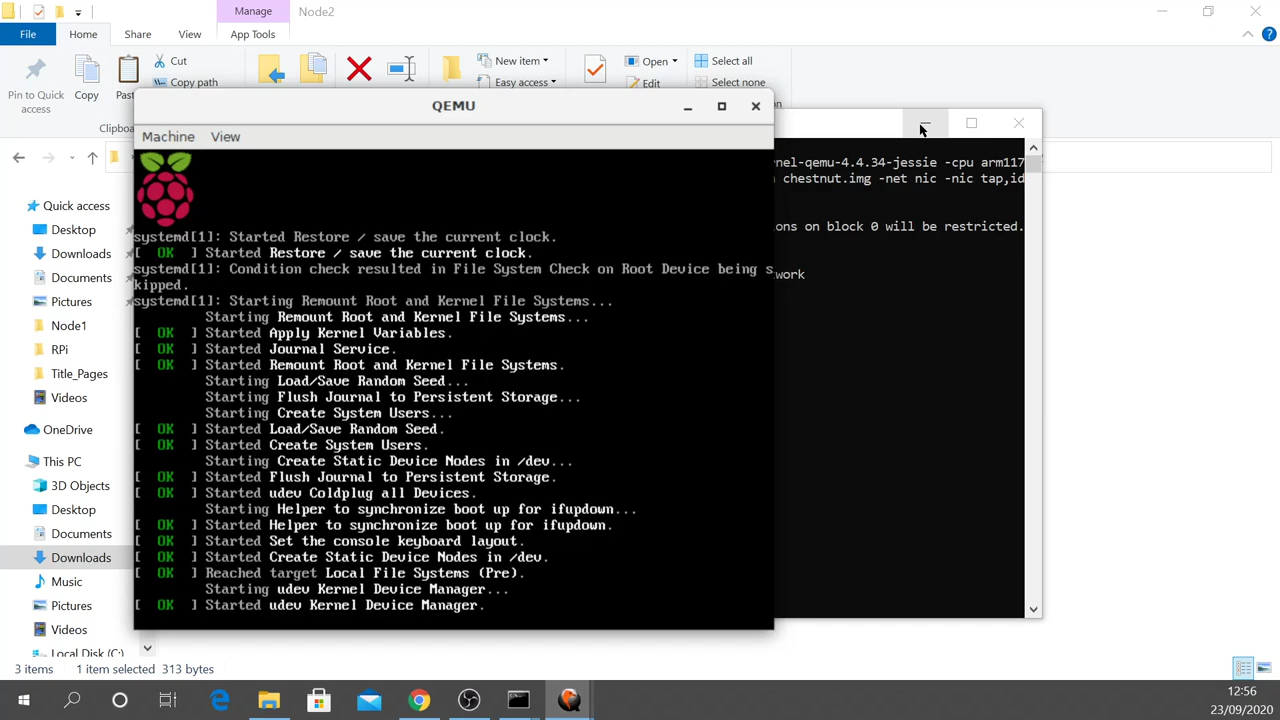 Manage
Node2
File
Home
Share
View
App Tools
Pin to Quick
access
Copy
Past
Cut
Copy path
New item
Easy access
Open
Edit
Select all
Select none
Clipboa
QEMU
Machine
View
systemd[1]: Started Restore / save the current clock.
[  OK  ] Started Restore / save the current clock.
systemd[1]: Condition check resulted in File System Check on Root Device being s
kipped.
systemd[1]: Starting Remount Root and Kernel File Systems...
Starting Remount Root and Kernel File Systems...
[  OK  ] Started Apply Kernel Variables.
[  OK  ] Started Journal Service.
[  OK  ] Started Remount Root and Kernel File Systems.
Starting Load/Save Random Seed...
Starting Flush Journal to Persistent Storage...
Starting Create System Users...
[  OK  ] Started Load/Save Random Seed.
[  OK  ] Started Create System Users.
Starting Create Static Device Nodes in /dev...
[  OK  ] Started Flush Journal to Persistent Storage.
[  OK  ] Started udev Coldplug all Devices.
Starting Helper to synchronize boot up for ifupdown...
[  OK  ] Started Helper to synchronize boot up for ifupdown.
[  OK  ] Started Set the console keyboard layout.
[  OK  ] Started Create Static Device Nodes in /dev.
[  OK  ] Reached target Local File Systems (Pre).
Starting udev Kernel Device Manager...
[  OK  ] Started udev Kernel Device Manager.
nel-qemu-4.4.34-jessie -cpu arm117
chestnut.img -net nic -nic tap,id
ons on block 0 will be restricted.
work
Quick access
Desktop
Downloads
Documents
Pictures
Node1
RPi
Title_Pages
Videos
OneDrive
This PC
3D Objects
Desktop
Documents
Downloads
Music
Pictures
Videos
Local Disk (C:)
3 items
1 item selected
313 bytes
12:56
23/09/2020